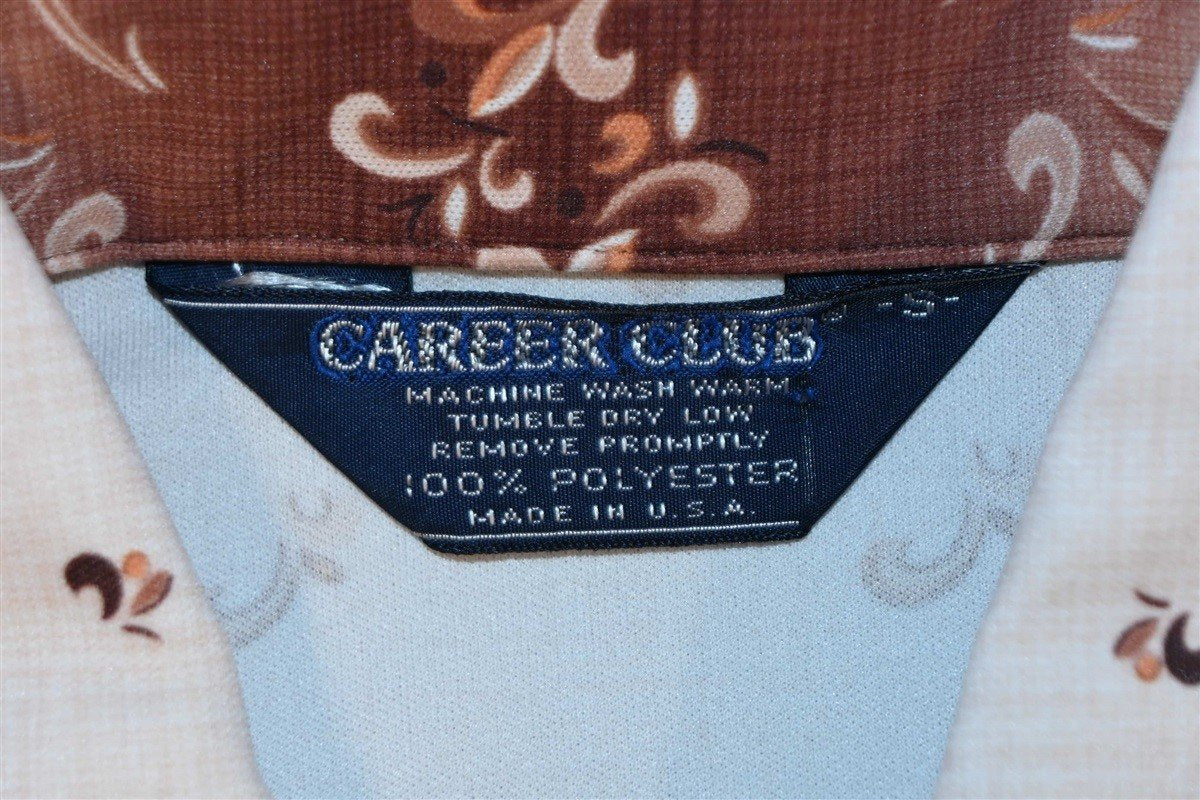 -S-
CAREER CLUB
MACHINE WASH WARM
TUMBLE DRY LOW
REMOVE PROMPTLY
100% POLYESTER
MADE IN U.S.A.